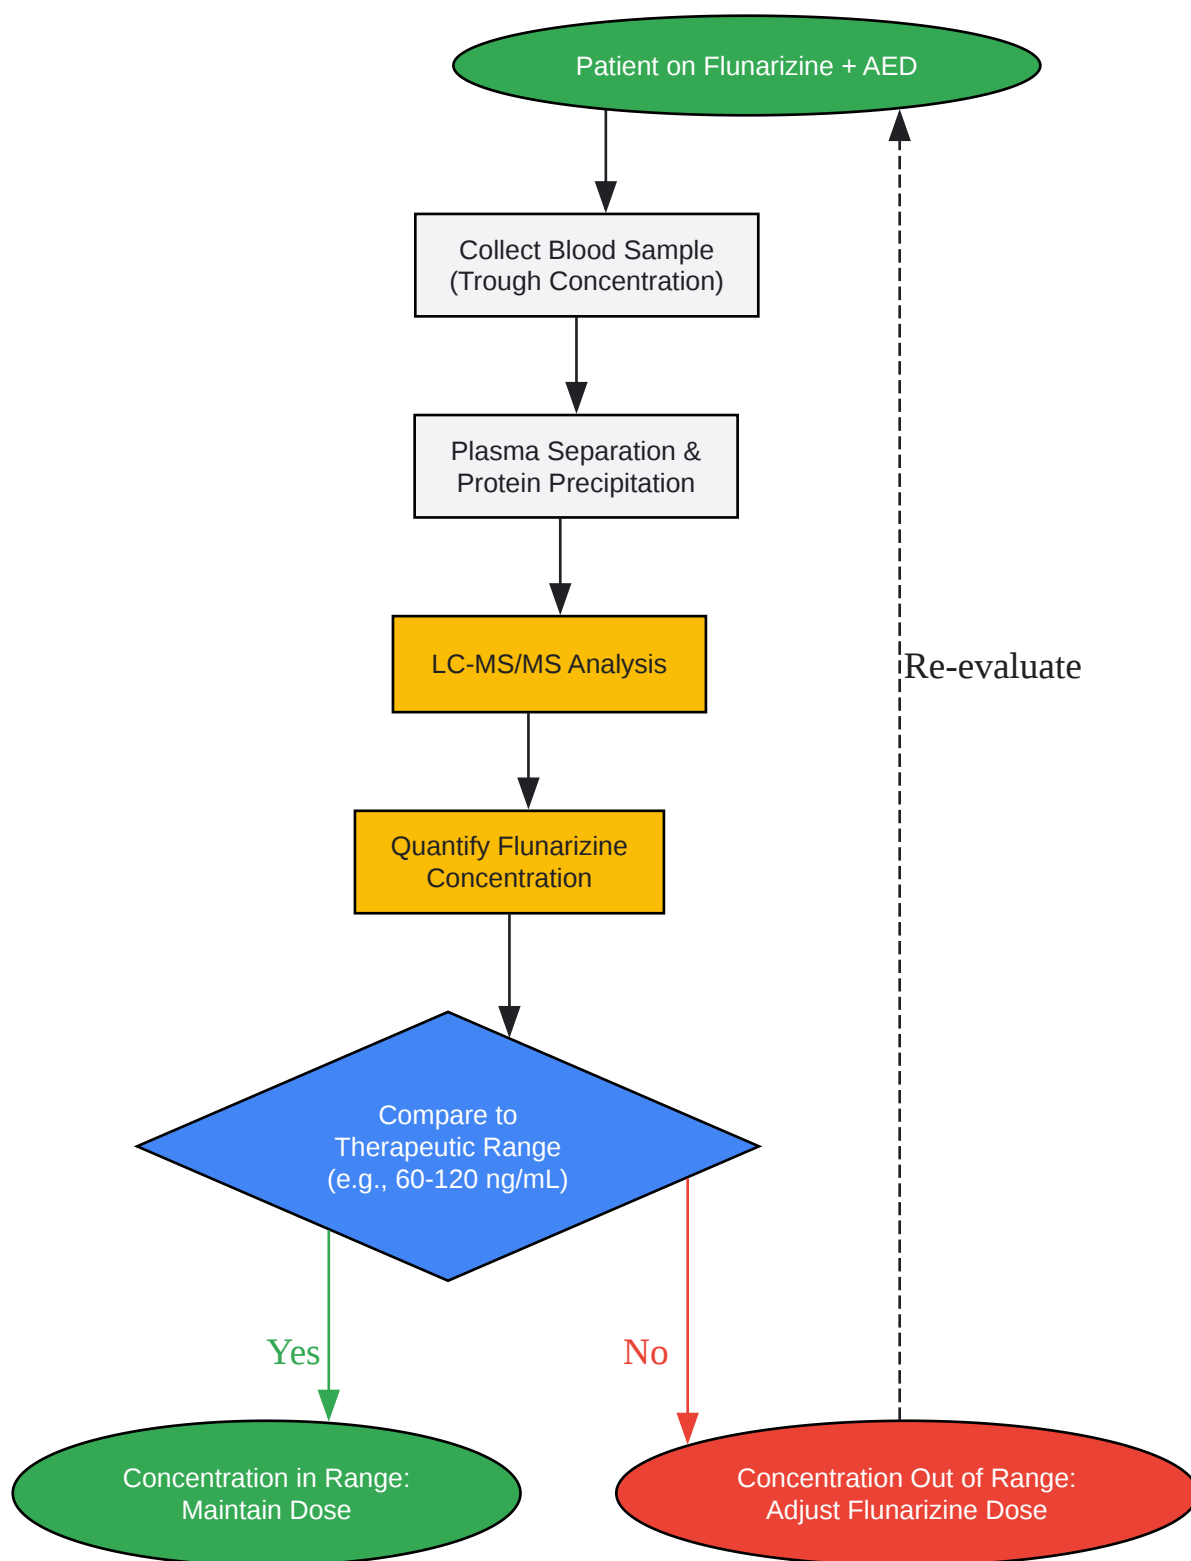 Patient on Flunarizine + AED
Collect Blood Sample
(Trough Concentration)
Plasma Separation &
Protein Precipitation
LC-MS/MS Analysis
Re-evaluate
Quantify Flunarizine
Concentration
Compare to
Therapeutic Range
(e.g., 60-120 ng/mL)
Yes
No
Concentration in Range:
Maintain Dose
Concentration Out of Range:
Adjust Flunarizine Dose